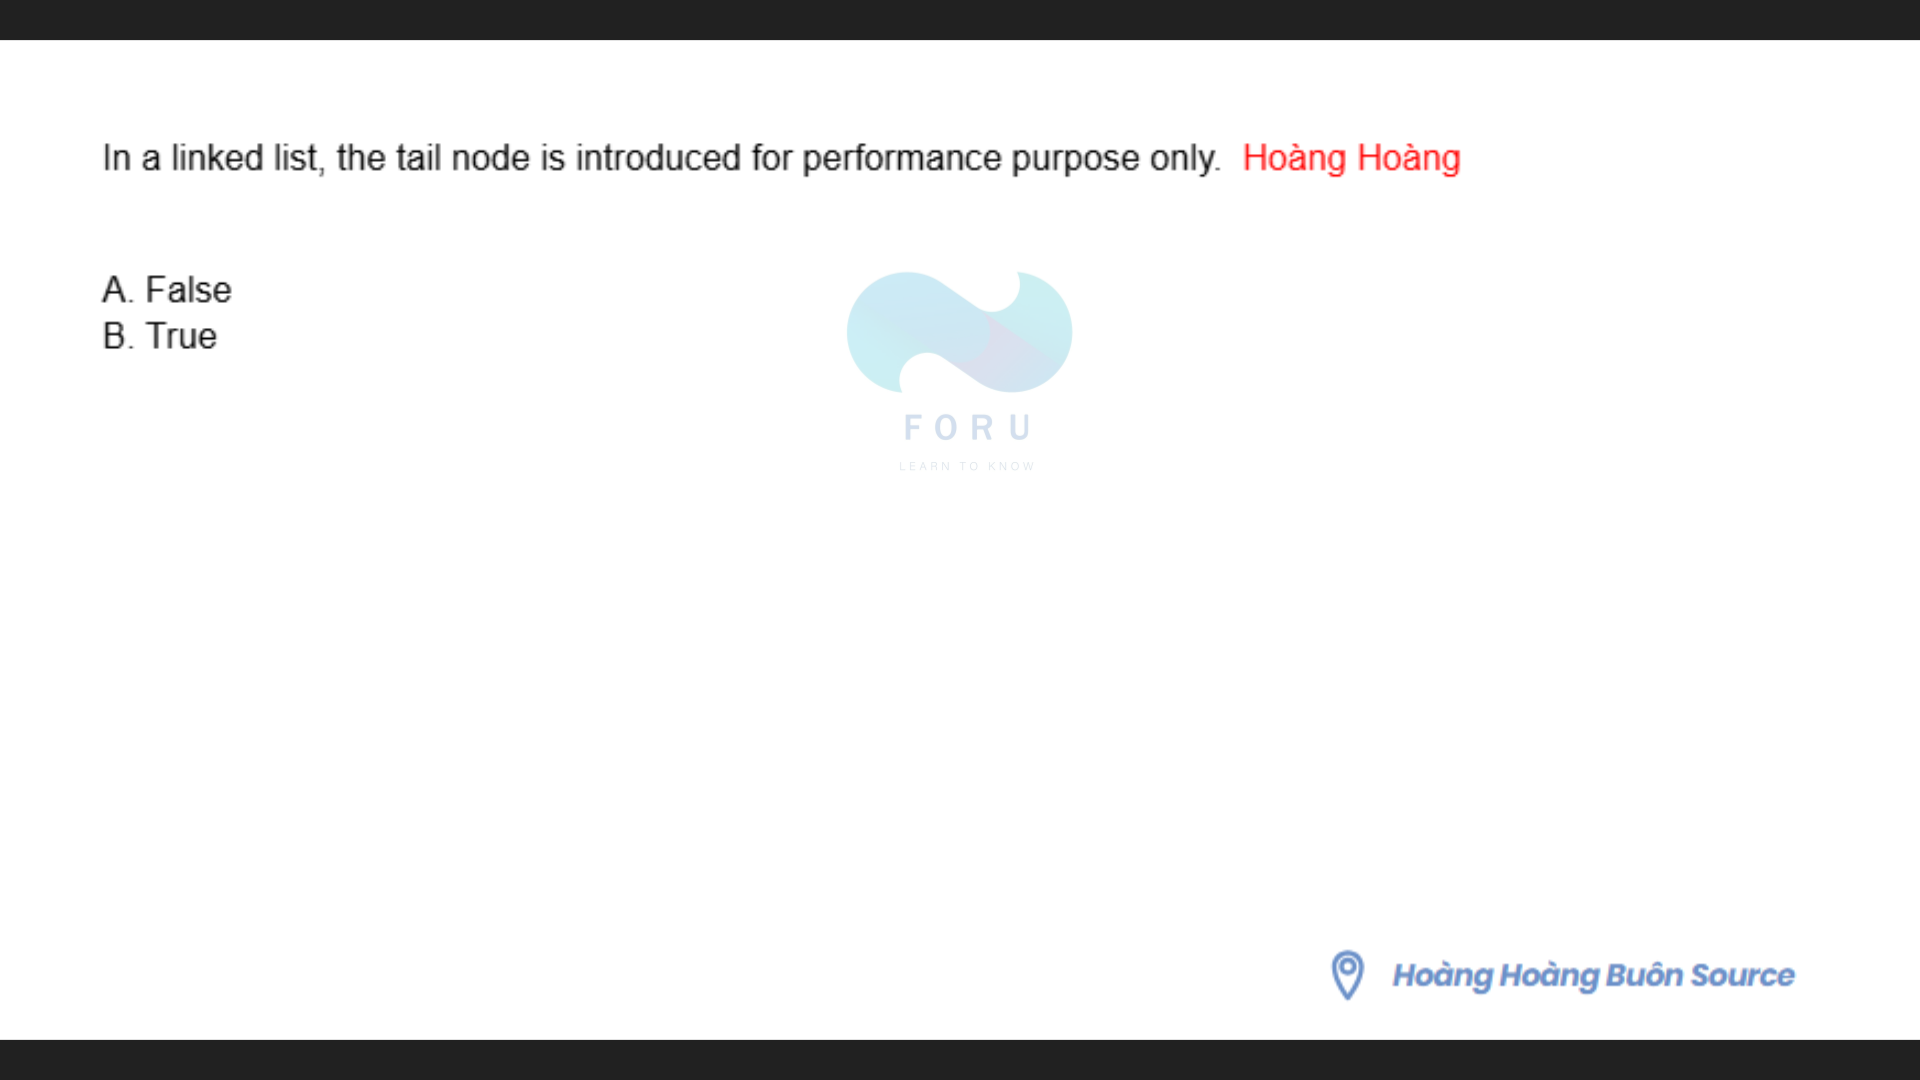 In a linked list, the tail node is introduced for performance purpose only. Hoàng Hoàng
A. False
B. True
FORU
LEARN TO KNOW
Hoàng Hoàng Buôn Source